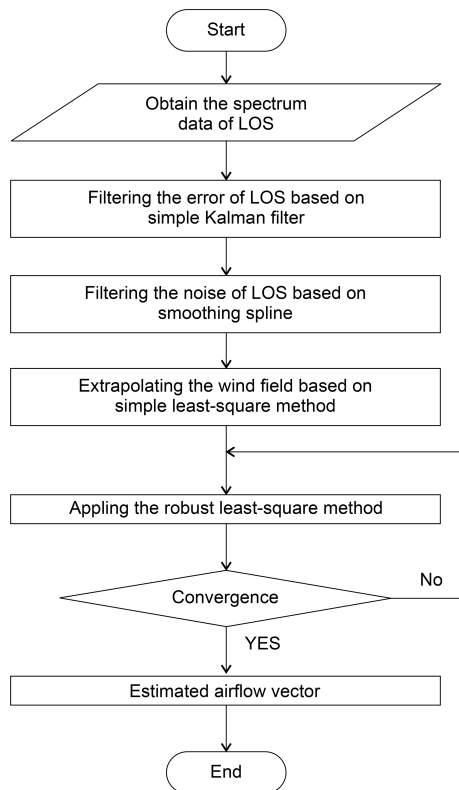 Start
Obtain the spectrum
data of LOS
Filtering the error of LOS based on
simple Kalman filter
Filtering the noise of LOS based on
smoothing spline
Extrapolating the wind field based on
simple least-square method
Appling the robust least-square method
Convergence
No
YES
Estimated airflow vector
End